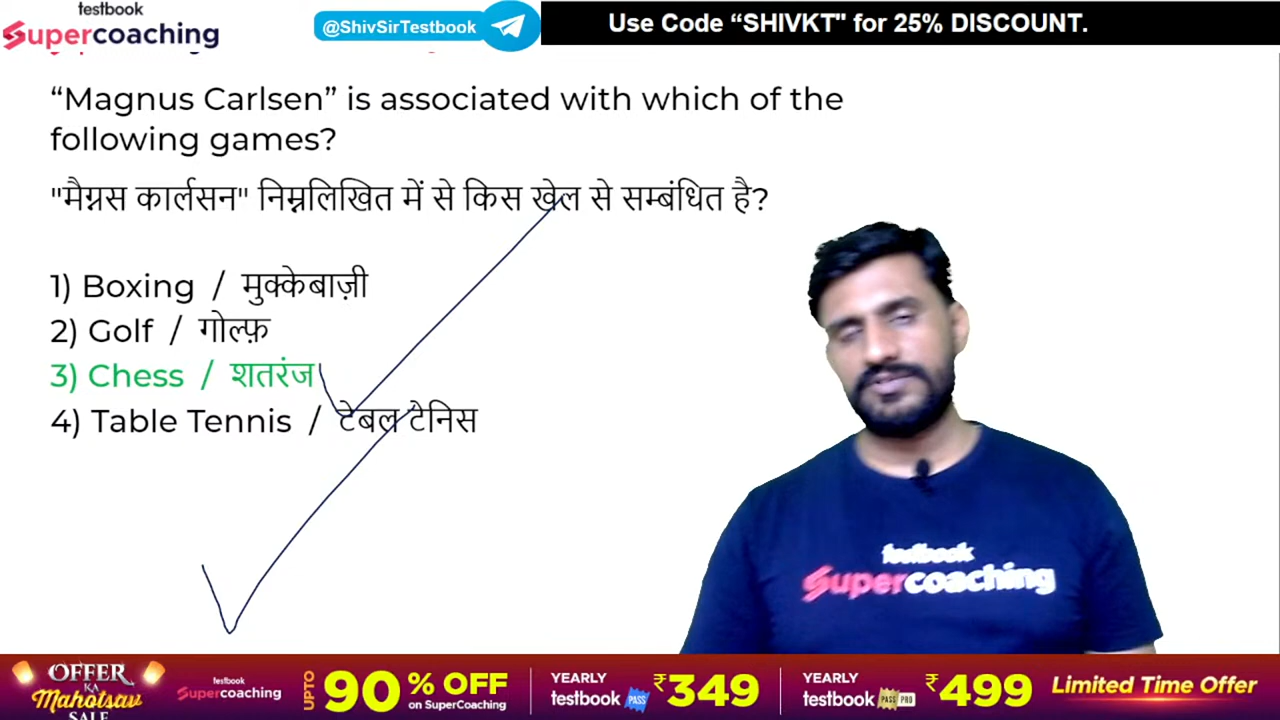 testbook
Supercoaching
@ShivSirTestbook
Use Code “SHIVKT" for 25% DISCOUNT.
“Magnus Carlsen” is associated with which of the
following games?
"मैग्नस कार्लसन" निम्नलिखित में से किस खेल से सम्बंधित है?
1) Boxing / मुक्केबाज़ी
2) Golf / गोल्फ़
3) Chess / शतरंज
4) Table Tennis / टेबल टैनिस
testbook
Supercoaching
OFFER
KA
Mahotsav
SALE
testbook
Supercoaching
UPTO
90% OFF
on SuperCoaching
YEARLY
testbook PASS
₹349
YEARLY
testbook PASS PRO
₹499
Limited Time Offer